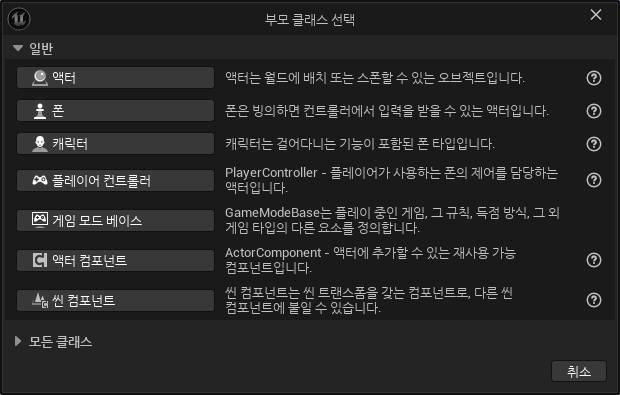 부모 클래스 선택
일반
액터
액터는 월드에 배치 또는 스폰할 수 있는 오브젝트입니다.
폰
폰은 빙의하면 컨트롤러에서 입력을 받을 수 있는 액터입니다.
캐릭터
캐릭터는 걸어다니는 기능이 포함된 폰 타입입니다.
플레이어 컨트롤러
PlayerController - 플레이어가 사용하는 폰의 제어를 담당하는
액터입니다.
게임 모드 베이스
GameModeBase는 플레이 중인 게임, 그 규칙, 득점 방식, 그 외
게임 타입의 다른 요소를 정의합니다.
액터 컴포넌트
ActorComponent - 액터에 추가할 수 있는 재사용 가능
컴포넌트입니다.
씬 컴포넌트
씬 컴포넌트는 씬 트랜스폼을 갖는 컴포넌트로, 다른 씬
컴포넌트에 붙일 수 있습니다.
모든 클래스
취소